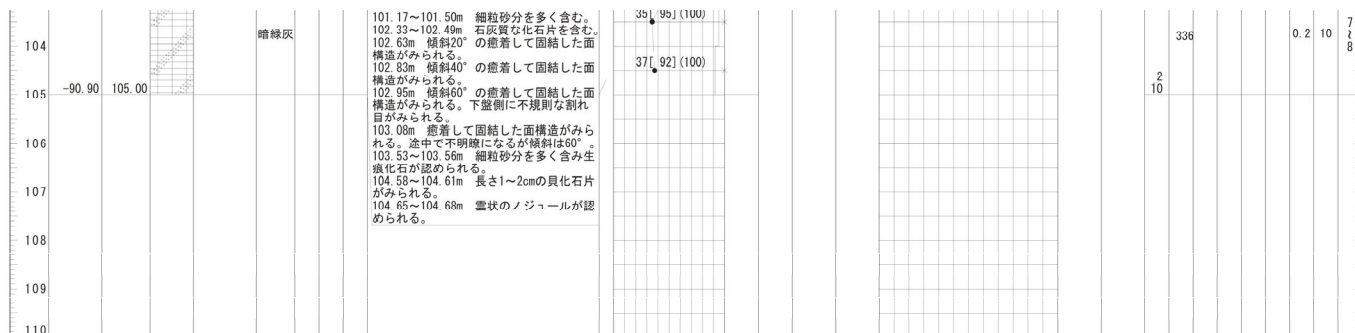 101.17～101.50m 細粒砂分を多く含む。
102.33～102.49m 石灰質な化石片を含む。
102.63m 傾斜20°の癒着して固結した面
構造がみられる。
102.83m 傾斜40°の癒着して固結した面
構造がみられる。
102.95m 傾斜60°の癒着して固結した面
構造がみられる。下盤側に不規則な割れ
目がみられる。
103.08m 癒着して固結した面構造がみら
れる。途中で不明瞭になるが傾斜は60°。
103.53～103.56m 細粒砂分を多く含み生
痕化石が認められる。
104.58～104.61m 長さ1～2cmの貝化石片
がみられる。
104.65～104.68m 雲状のノジュールが認
められる。
暗緑灰
35[ 95](100)
37[ 92](100)
336
0.2 10
7
～
8
2
10
104
-90.90 105.00
105
106
107
108
109
110